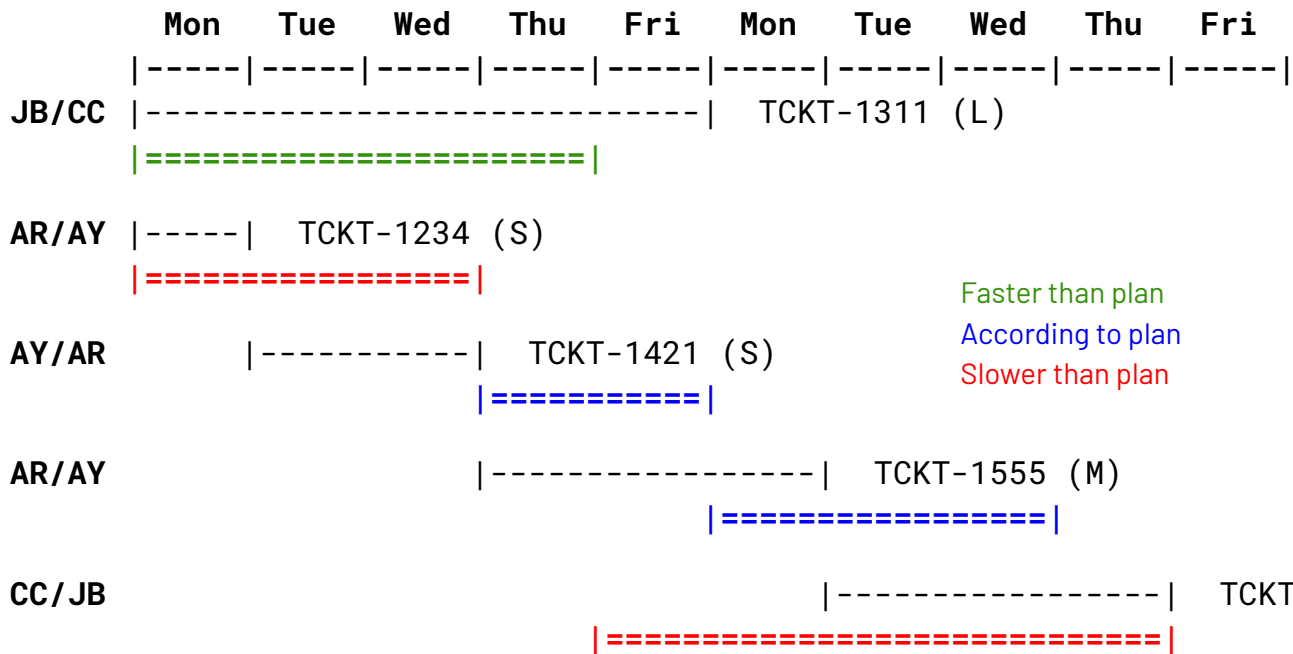 Mon Tue Wed Thu Fri Mon Tue Wed Thu Fri
|-----|-----|-----|-----|-----|-----|-----|-----|-----|-----|
JB/CC |-----------------------------| TCKT-1311 (L)
|=======================|
AR/AY |-----| TCKT-1234 (S)
|=================|
Faster than plan
AY/AR |-----------| TCKT-1421 (S)
According to plan
Slower than plan
|===========|
AR/AY |-----------------| TCKT-1555 (M)
|=================|
CC/JB |-----------------| TCKT
|=============================|